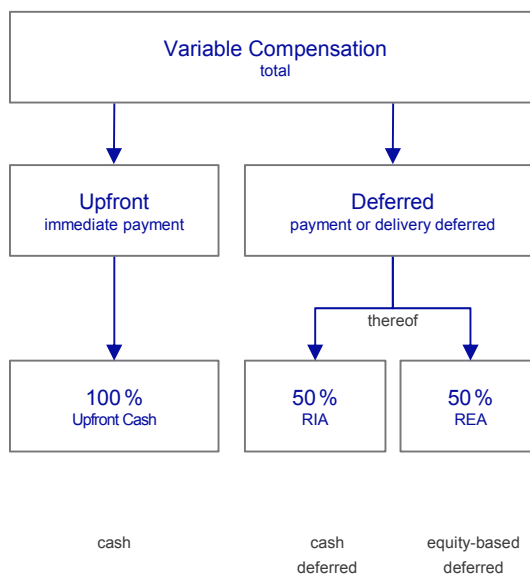 Variable Compensation
total
Upfront
immediate payment
Deferred
payment or delivery deferred
thereof
100 %
Upfront Cash
50 %
RIA
50 %
REA
cash
cash
deferred
equity-based
deferred